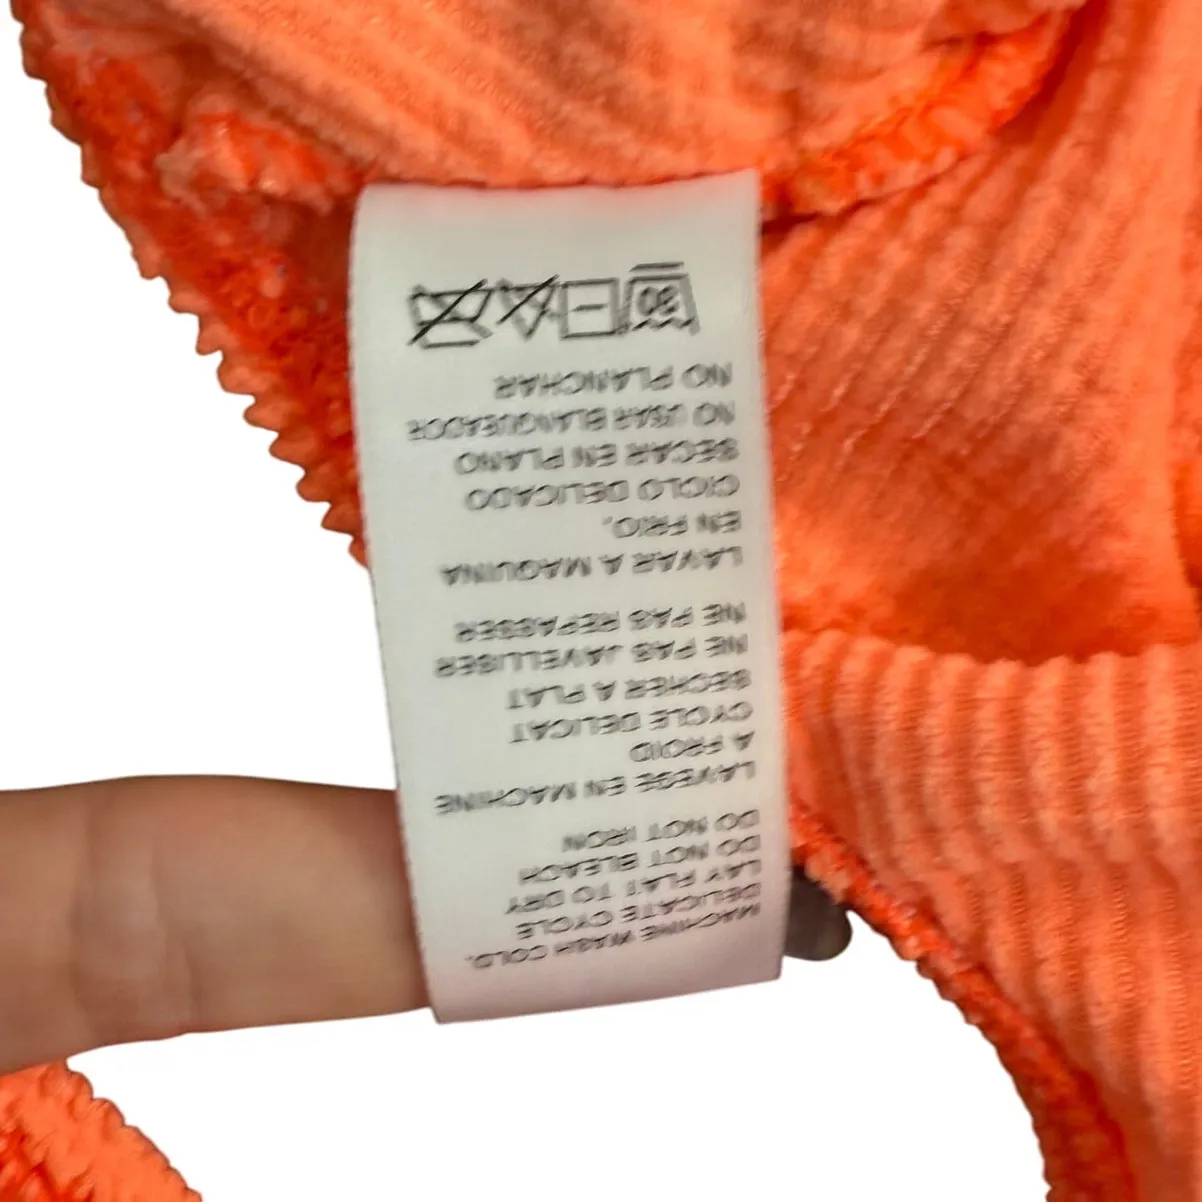 MACHINE WASH COLD,
DELICATE CYCLE
LAY FLAT TO DRY
DO NOT BLEACH
DO NOT IRON
LAVESE EN MACHINE
A FROID
CYCLE DELICAT
SECHER A PLAT
NE PAS JAVELLISER
NE PAS REPASSER
LAVAR A MAQUINA
EN FRIO,
CICLO DELICADO
SECAR EN PLANO
NO USAR BLANQUEADOR
NO PLANCHAR
30